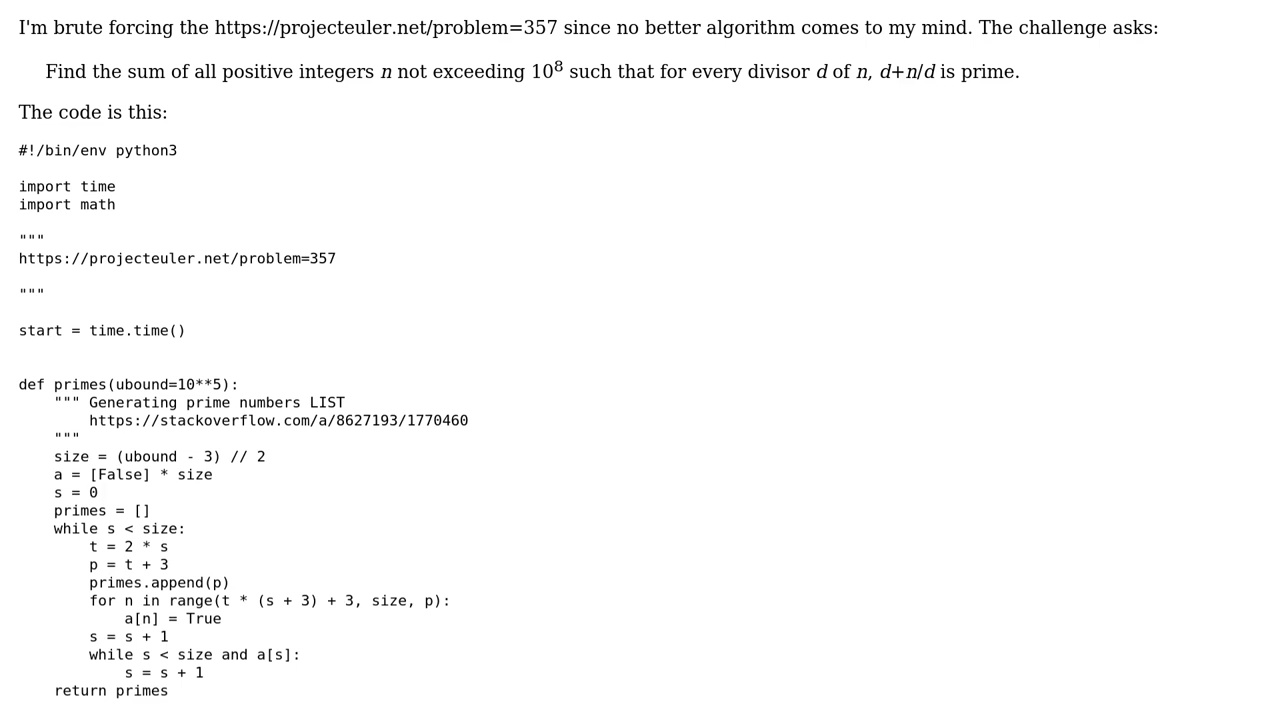 I'm brute forcing the https://projecteuler.net/problem=357 since no better algorithm comes to my mind. The challenge asks:
Find the sum of all positive integers n not exceeding 10⁸ such that for every divisor d of n, d+n/d is prime.
The code is this:
#!/bin/env python3
import time
import math
"""
https://projecteuler.net/problem=357
"""
start = time.time()
def primes(ubound=10**5):
    """ Generating prime numbers LIST
        https://stackoverflow.com/a/8627193/1770460
    """
    size = (ubound - 3) // 2
    a = [False] * size
    s = 0
    primes = []
    while s < size:
        t = 2 * s
        p = t + 3
        primes.append(p)
        for n in range(t * (s + 3) + 3, size, p):
            a[n] = True
        s = s + 1
        while s < size and a[s]:
            s = s + 1
    return primes